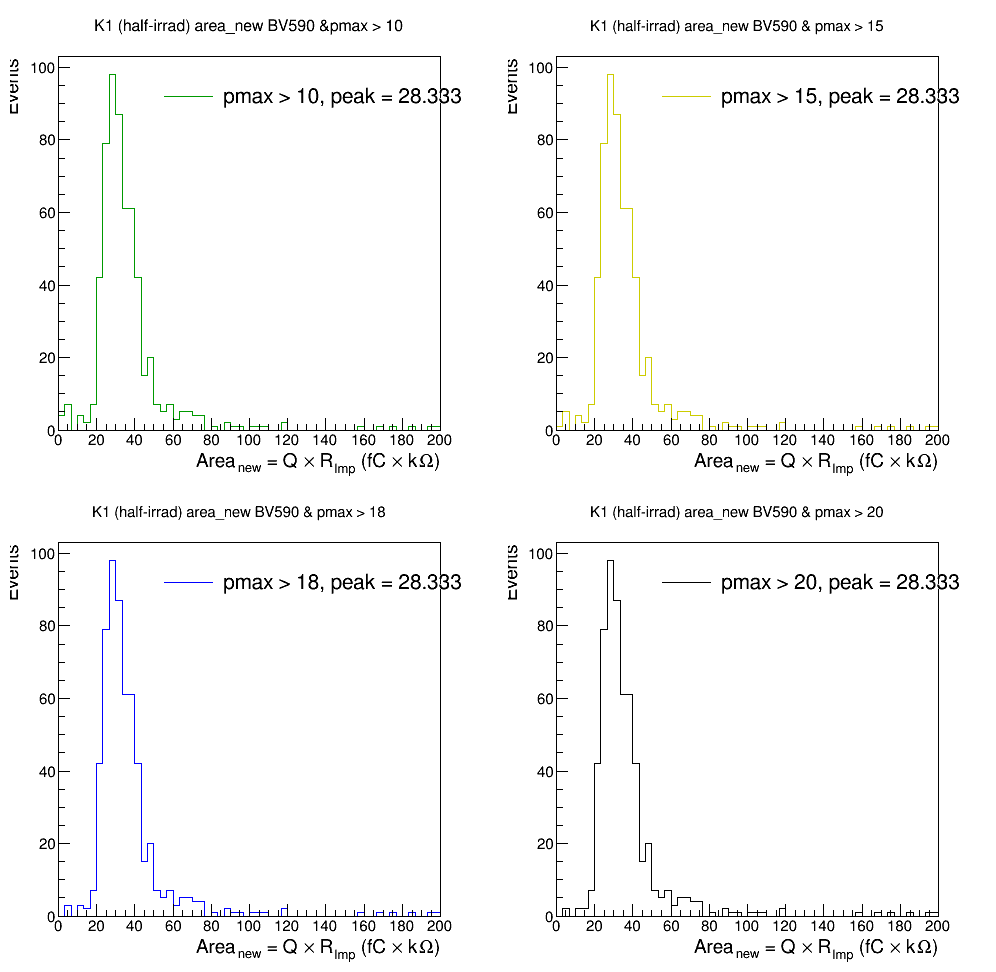 K1 (half-irrad) area_new BV590 &pmax > 10
Events
100
80
60
40
20
0
pmax > 10, peak = 28.333
0 20 40 60 80 100 120 140 160 180 200
Area_new = Q × R_Imp (fC × kΩ)
K1 (half-irrad) area_new BV590 & pmax > 15
Events
100
80
60
40
20
0
pmax > 15, peak = 28.333
0 20 40 60 80 100 120 140 160 180 200
Area_new = Q × R_Imp (fC × kΩ)
K1 (half-irrad) area_new BV590 & pmax > 18
Events
100
80
60
40
20
0
pmax > 18, peak = 28.333
0 20 40 60 80 100 120 140 160 180 200
Area_new = Q × R_Imp (fC × kΩ)
K1 (half-irrad) area_new BV590 & pmax > 20
Events
100
80
60
40
20
0
pmax > 20, peak = 28.333
0 20 40 60 80 100 120 140 160 180 200
Area_new = Q × R_Imp (fC × kΩ)